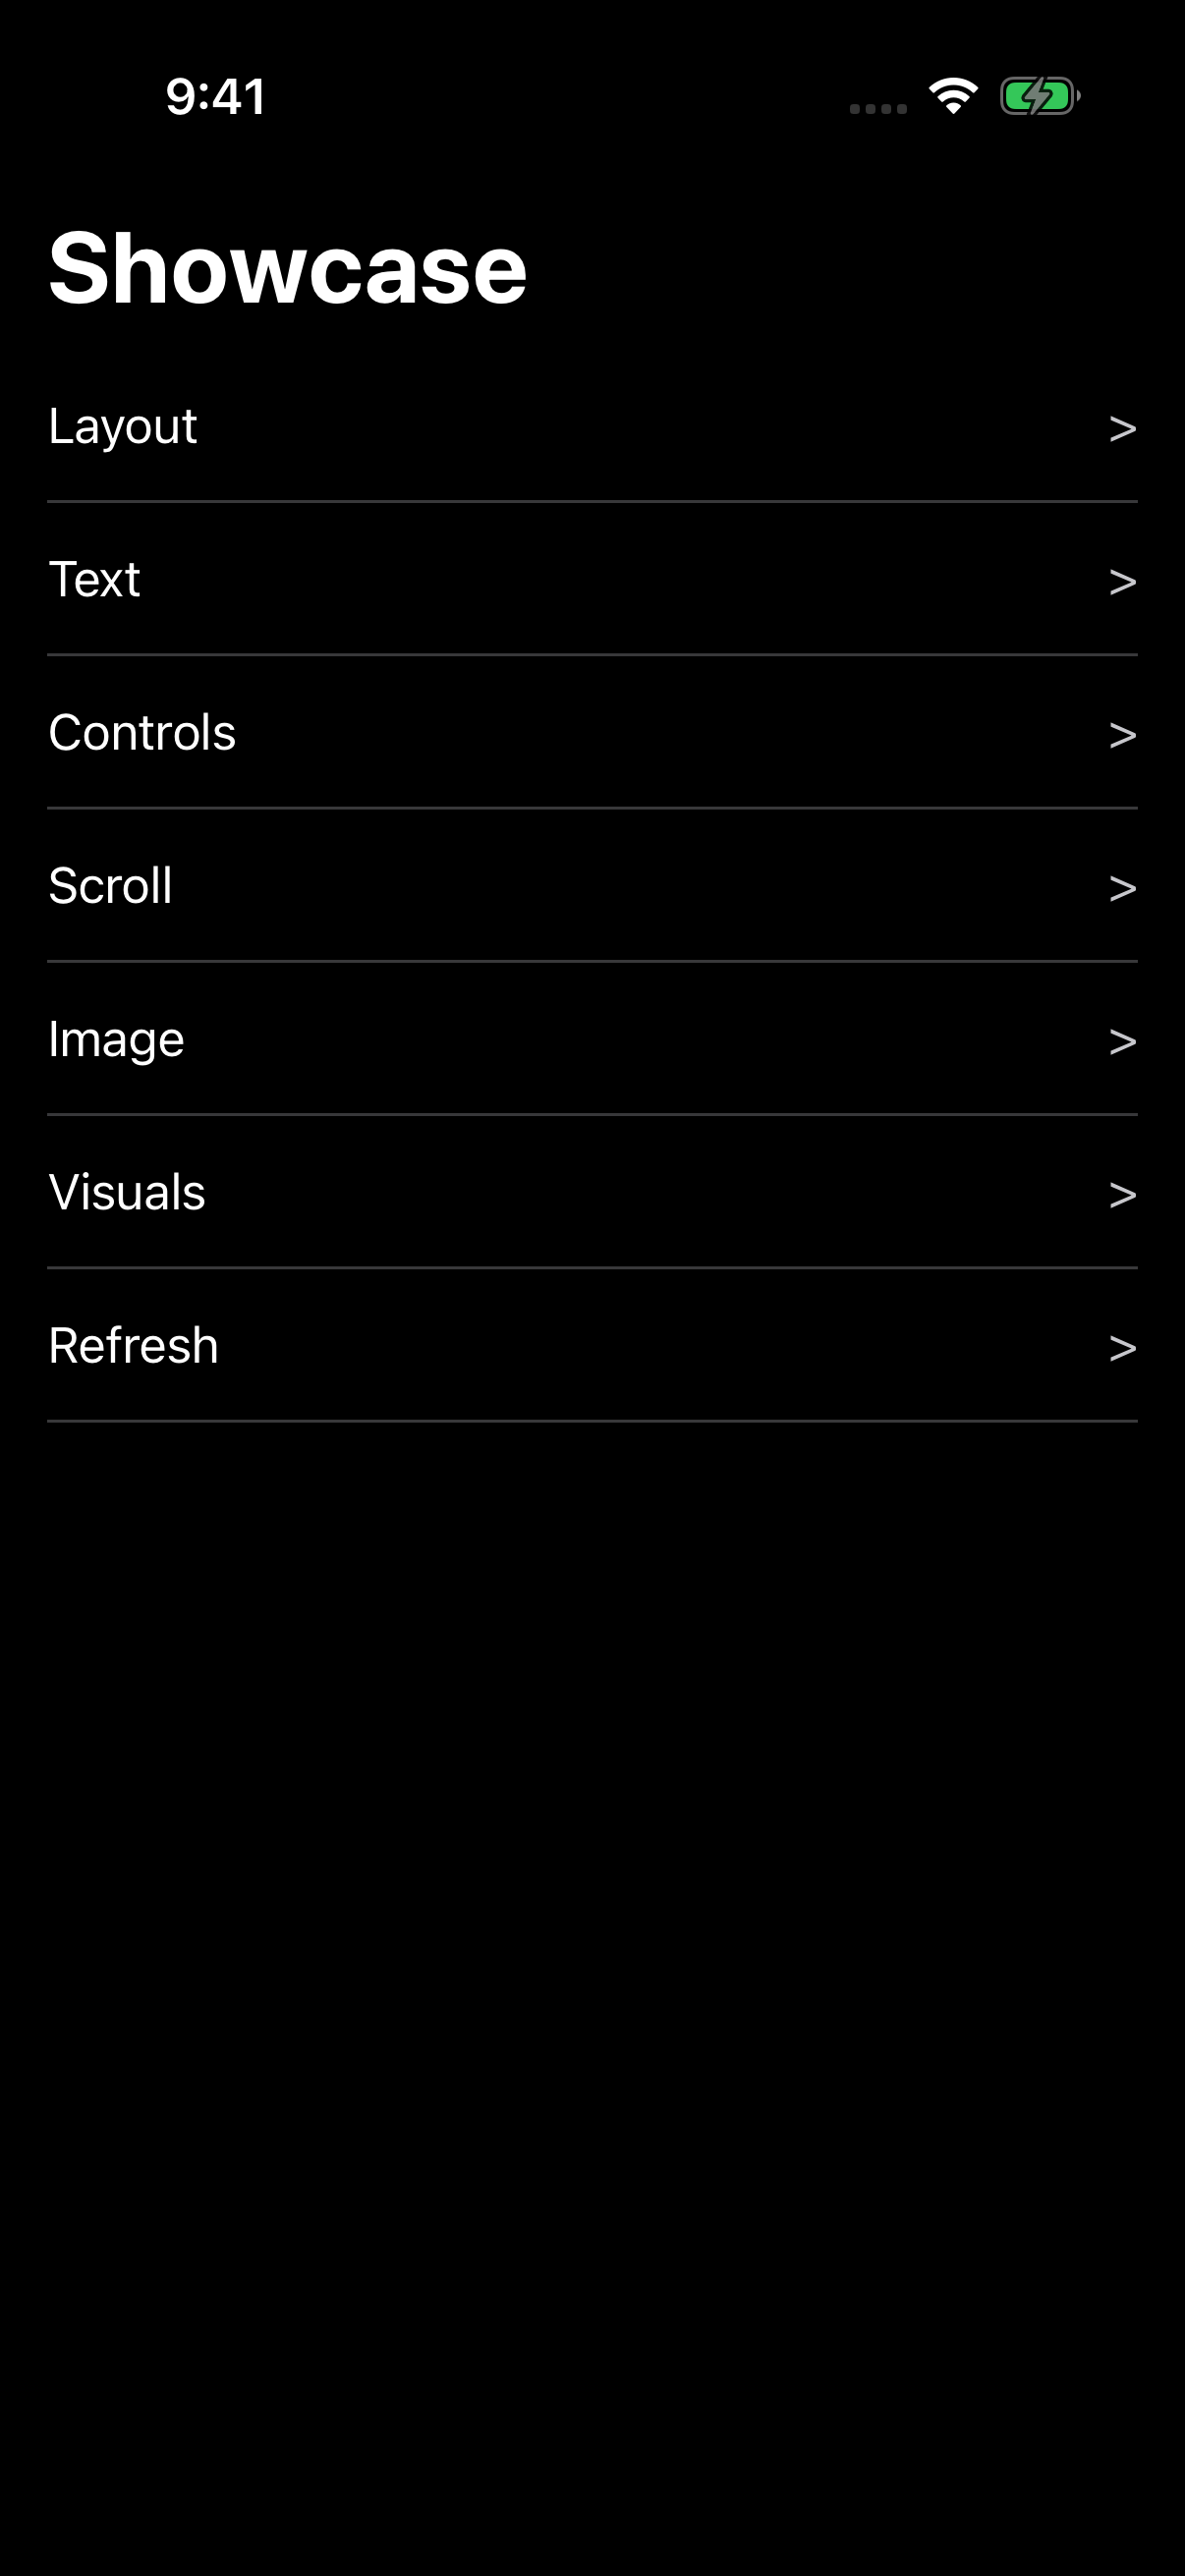 9:41
Showcase
Layout >
Text >
Controls >
Scroll >
Image >
Visuals >
Refresh >